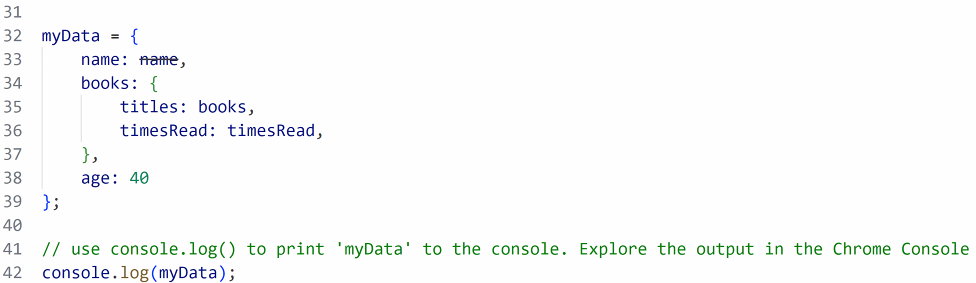 31
32 myData = {
33     name: name,
34     books: {
35         titles: books,
36         timesRead: timesRead,
37     },
38     age: 40
39 };
40
41 // use console.log() to print 'myData' to the console. Explore the output in the Chrome Console
42 console.log(myData);